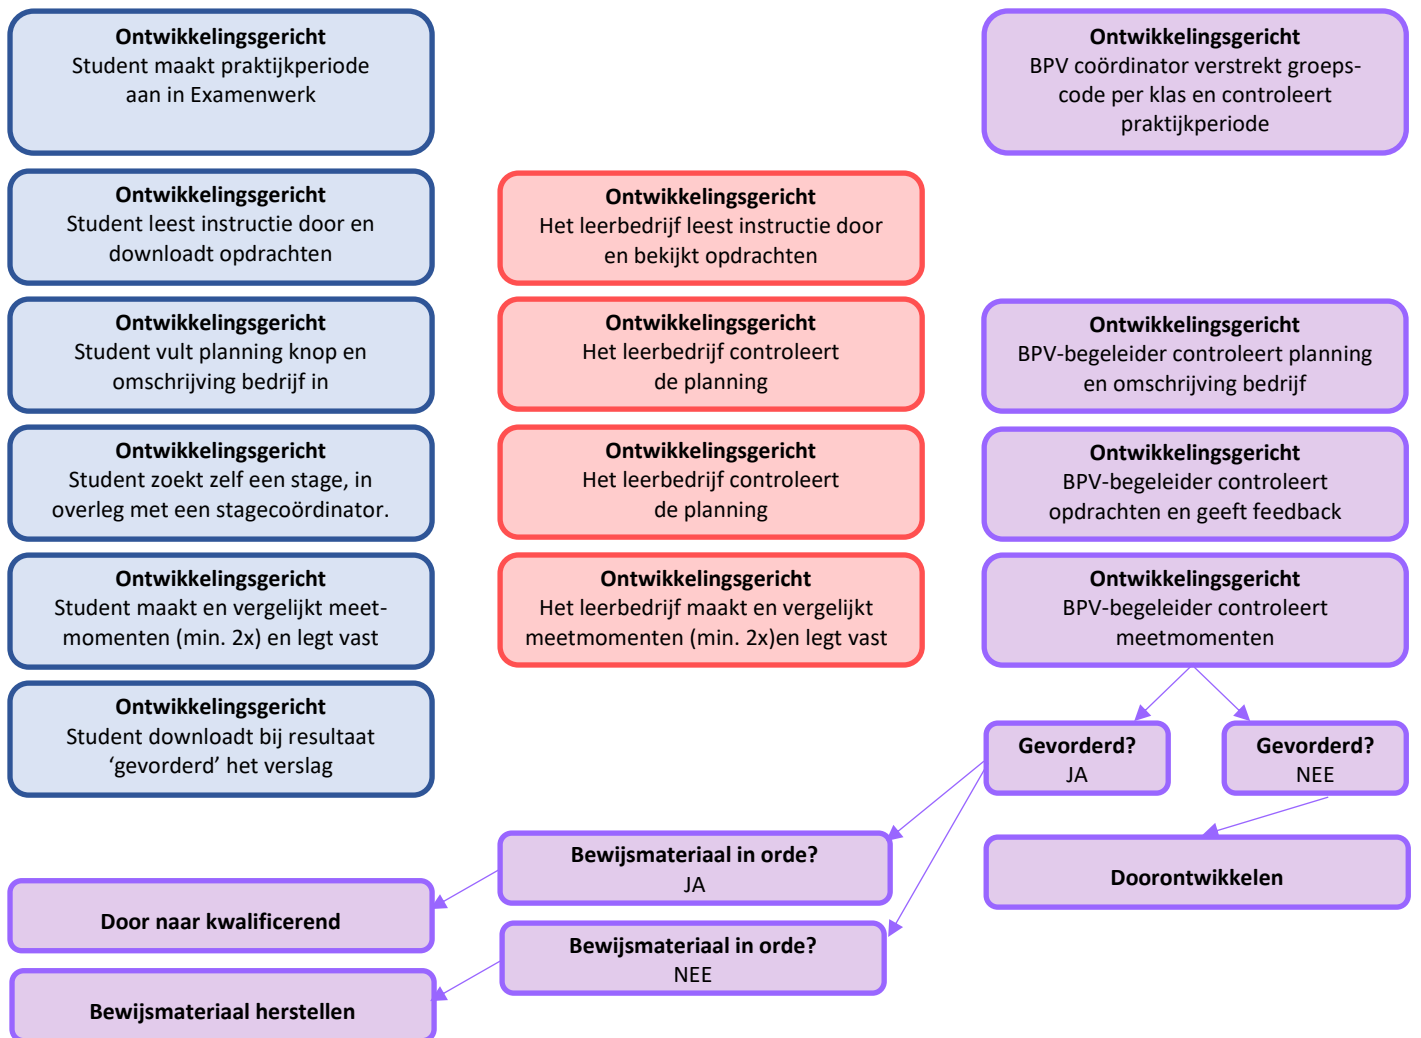 Ontwikkelingsgericht
Student maakt praktijkperiode
aan in Examenwerk
Ontwikkelingsgericht
BPV coördinator verstrekt groeps-
code per klas en controleert
praktijkperiode
Ontwikkelingsgericht
Student leest instructie door en
downloadt opdrachten
Ontwikkelingsgericht
Het leerbedrijf leest instructie door
en bekijkt opdrachten
Ontwikkelingsgericht
Student vult planning knop en
omschrijving bedrijf in
Ontwikkelingsgericht
Het leerbedrijf controleert
de planning
Ontwikkelingsgericht
BPV-begeleider controleert planning
en omschrijving bedrijf
Ontwikkelingsgericht
Student zoekt zelf een stage, in
overleg met een stagecoördinator.
Ontwikkelingsgericht
Het leerbedrijf controleert
de planning
Ontwikkelingsgericht
BPV-begeleider controleert
opdrachten en geeft feedback
Ontwikkelingsgericht
Student maakt en vergelijkt meet-
momenten (min. 2x) en legt vast
Ontwikkelingsgericht
Het leerbedrijf maakt en vergelijkt
meetmomenten (min. 2x)en legt vast
Ontwikkelingsgericht
BPV-begeleider controleert
meetmomenten
Ontwikkelingsgericht
Student downloadt bij resultaat
‘gevorderd’ het verslag
Gevorderd?
JA
Gevorderd?
NEE
Bewijsmateriaal in orde?
JA
Doorontwikkelen
Door naar kwalificerend
Bewijsmateriaal in orde?
NEE
Bewijsmateriaal herstellen